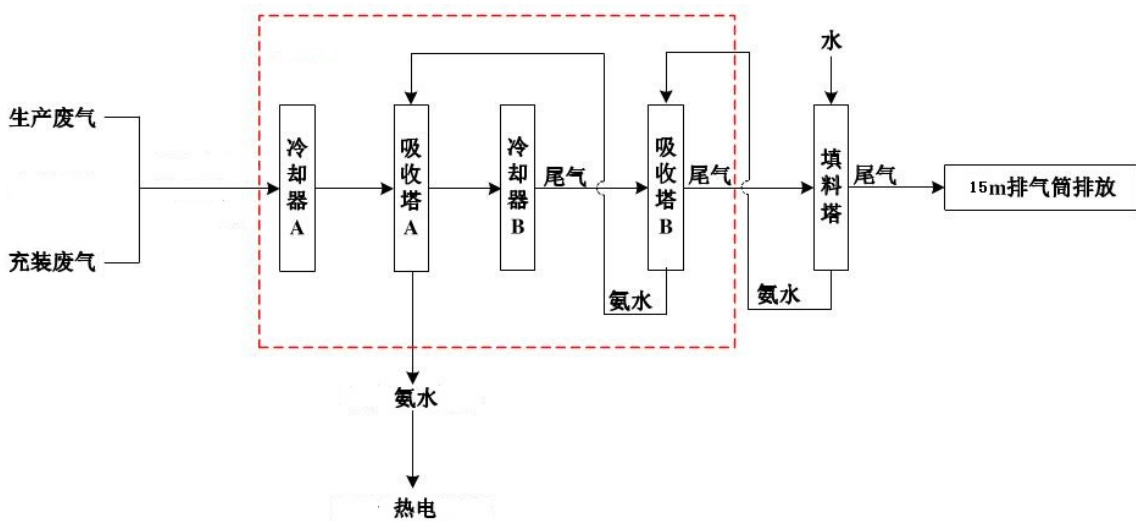 水
生产废气
充装废气
冷却器A
吸收塔A
冷却器B
尾气
吸收塔B
尾气
填料塔
尾气
15m排气筒排放
氨水
氨水
氨水
热电